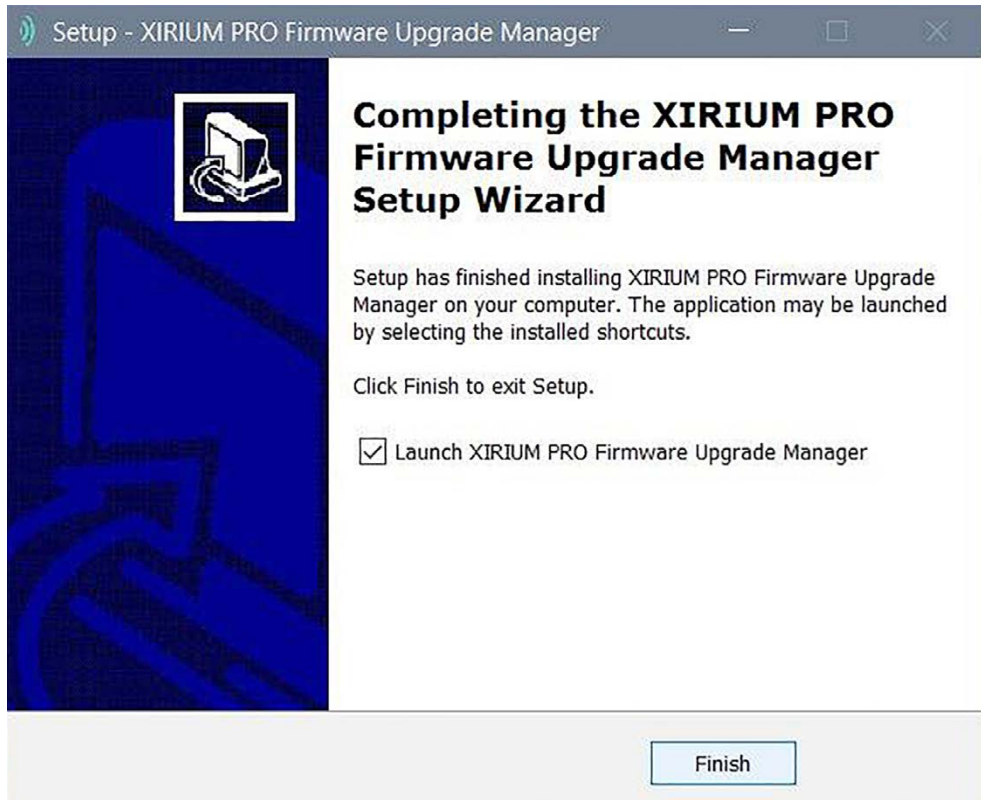 Setup - XIRIUM PRO Firmware Upgrade Manager
Completing the XIRIUM PRO
Firmware Upgrade Manager
Setup Wizard
Setup has finished installing XIRIUM PRO Firmware Upgrade
Manager on your computer. The application may be launched
by selecting the installed shortcuts.
Click Finish to exit Setup.
Launch XIRIUM PRO Firmware Upgrade Manager
Finish